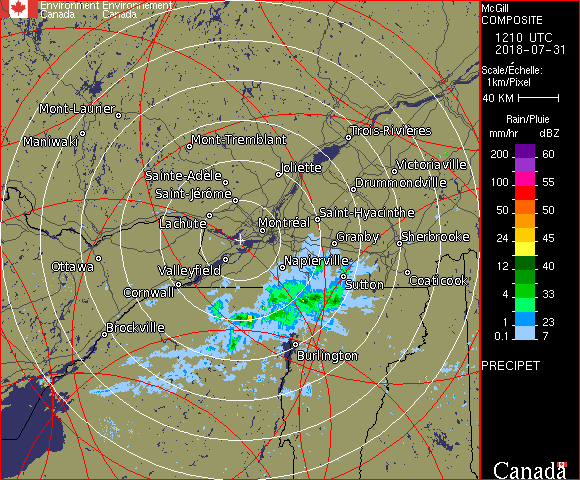 Environment Environnement
Canada Canada
McGill
COMPOSITE
1210 UTC
2018-07-31
Scale/Échelle:
1km/Pixel
40 KM
Rain/Pluie
mm/hr dBZ
200 60
100 55
50 50
24 45
12 40
4 33
1 23
0.1 7
PRECIPET
Canada
Mont-Laurier
Maniwaki
Mont-Tremblant
Trois-Rivières
Sainte-Adèle
Joliette
Victoriaville
Saint-Jérôme
Drummondville
Lachute
Montréal
Saint-Hyacinthe
Granby
Sherbrooke
Ottawa
Valleyfield
Napierville
Cornwall
Sutton
Coaticook
Brockville
Burlington